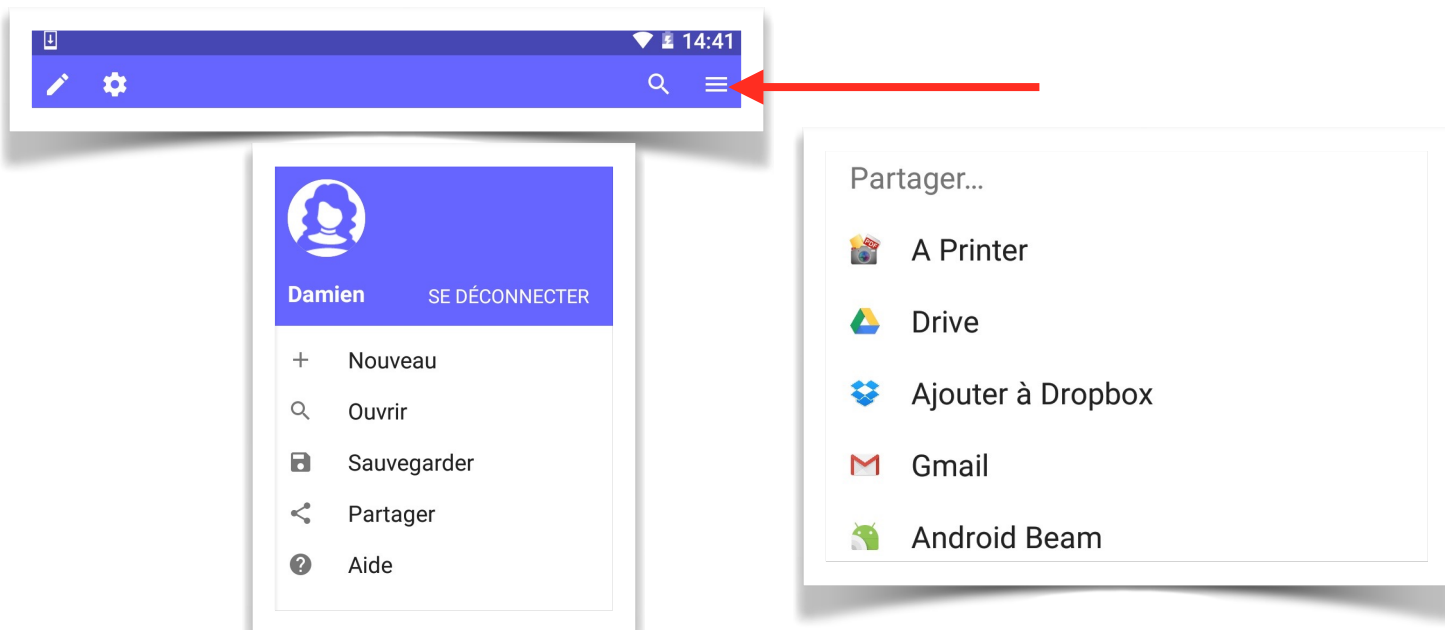 14:41
Damien SE DÉCONNECTER
Nouveau
Ouvrir
Sauvegarder
Partager
Aide
Partager…
A Printer
Drive
Ajouter à Dropbox
Gmail
Android Beam